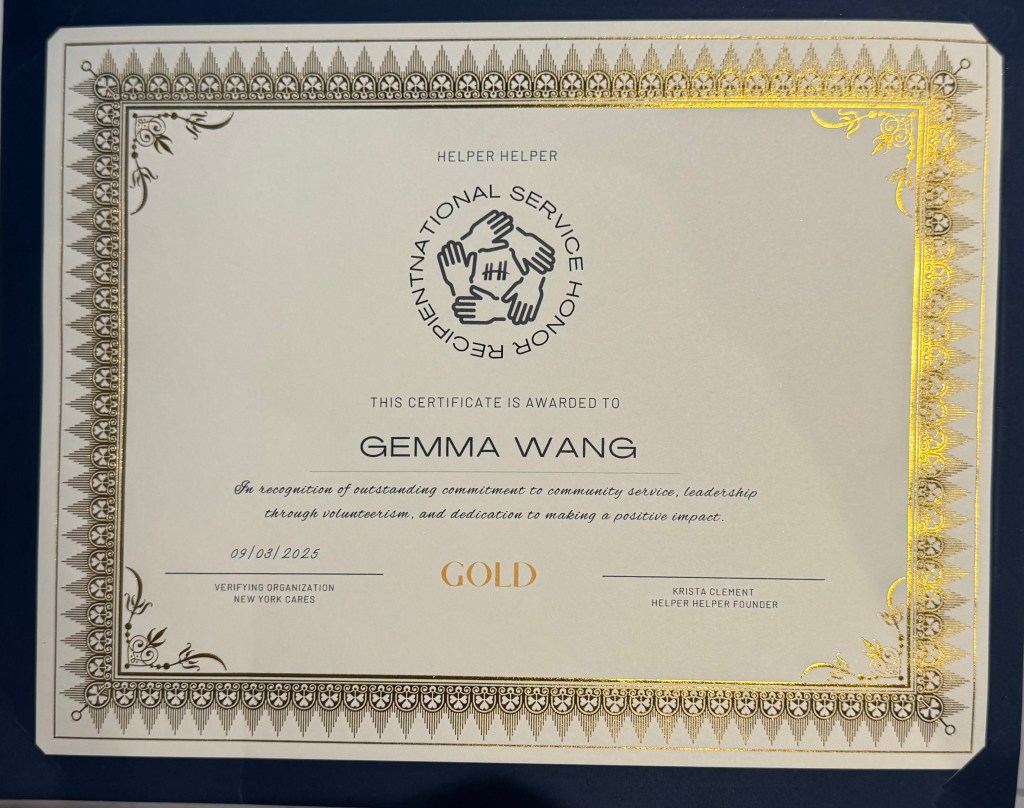 HELPER HELPER
NATIONAL SERVICE HONOR RECIPIENT
HH
THIS CERTIFICATE IS AWARDED TO
GEMMA WANG
In recognition of outstanding commitment to community service, leadership
through volunteerism, and dedication to making a positive impact.
09/03/2025
GOLD
VERIFYING ORGANIZATION
NEW YORK CARES
KRISTA CLEMENT
HELPER HELPER FOUNDER